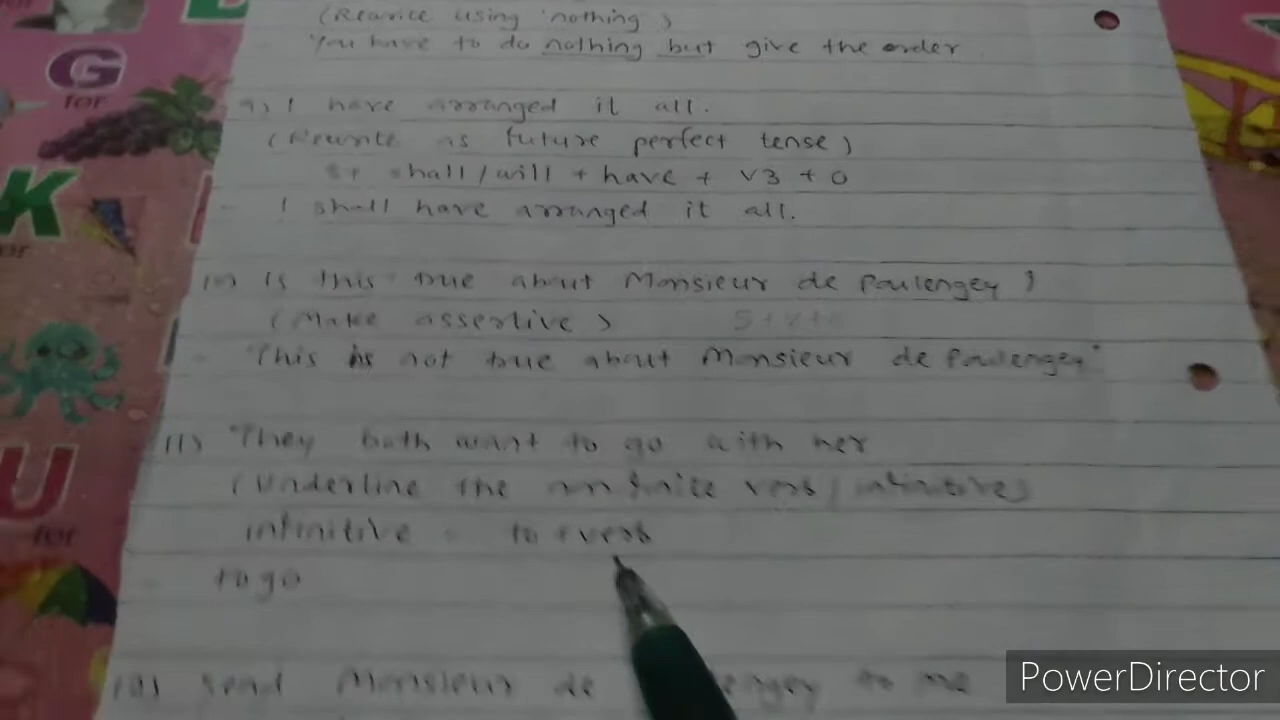 (Rewrite using 'nothing')
You have to do nothing but give the order
G
for
9) I have arranged it all.
(Rewrite as future perfect tense)
S + shall/will + have + V3 + O
- I shall have arranged it all.
K
for
10) Is this true about Monsieur de Poulengey ?
(Make assertive) S+V+
- This is not true about Monsieur de Poulengey"
11) They both want to go with her
(Underline the nonfinite verb/infinitive)
infinitive = to + verb
- to go
U
for
Send Monsieur de to me
PowerDirector